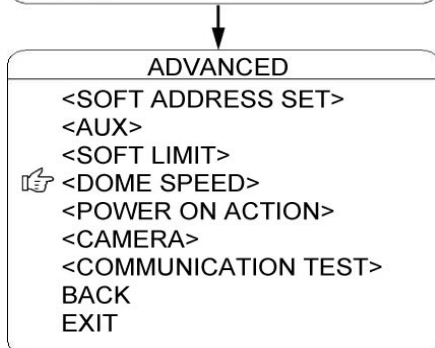 ADVANCED
<SOFT ADDRESS SET>
<AUX>
<SOFT LIMIT>
<DOME SPEED>
<POWER ON ACTION>
<CAMERA>
<COMMUNICATION TEST>
BACK
EXIT